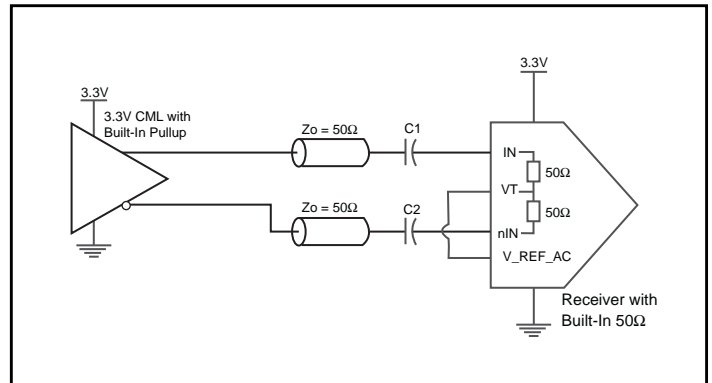 3.3V
3.3V
3.3V CML with
Built-In Pullup
Zo = 50Ω
C1
IN
50Ω
VT
Zo = 50Ω
C2
50Ω
nIN
V_REF_AC
Receiver with
Built-In 50Ω